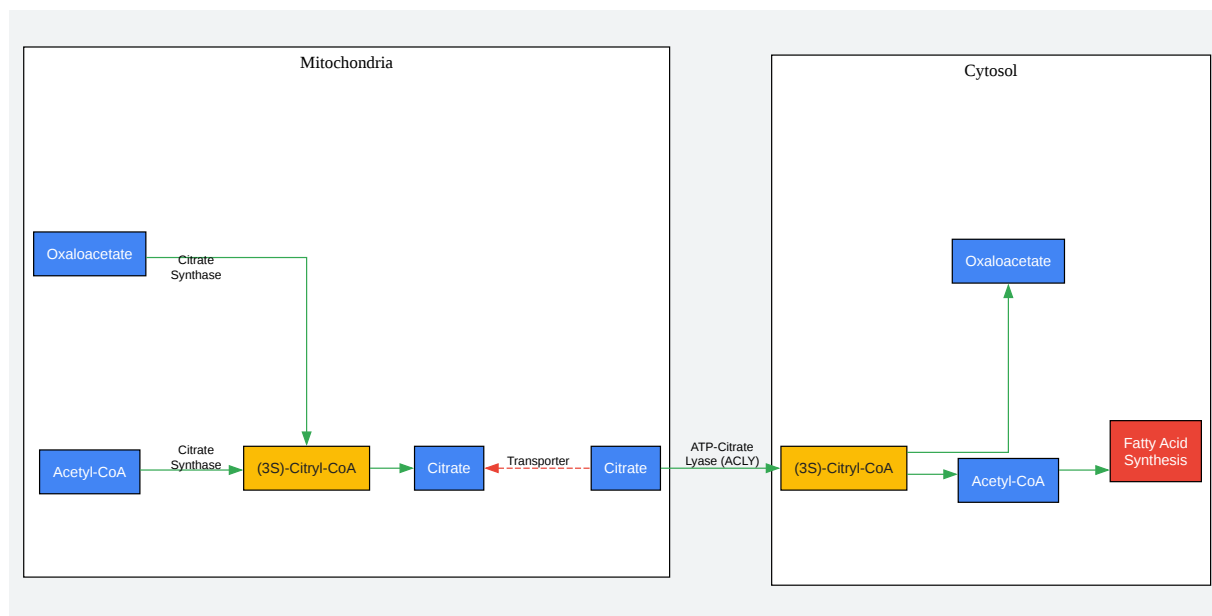 Mitochondria
Oxaloacetate
Citrate
Synthase
Acetyl-CoA
Citrate
Synthase
(3S)-Citryl-CoA
Citrate
Transporter
Citrate
ATP-Citrate
Lyase (ACLY)
Cytosol
Oxaloacetate
(3S)-Citryl-CoA
Acetyl-CoA
Fatty Acid
Synthesis